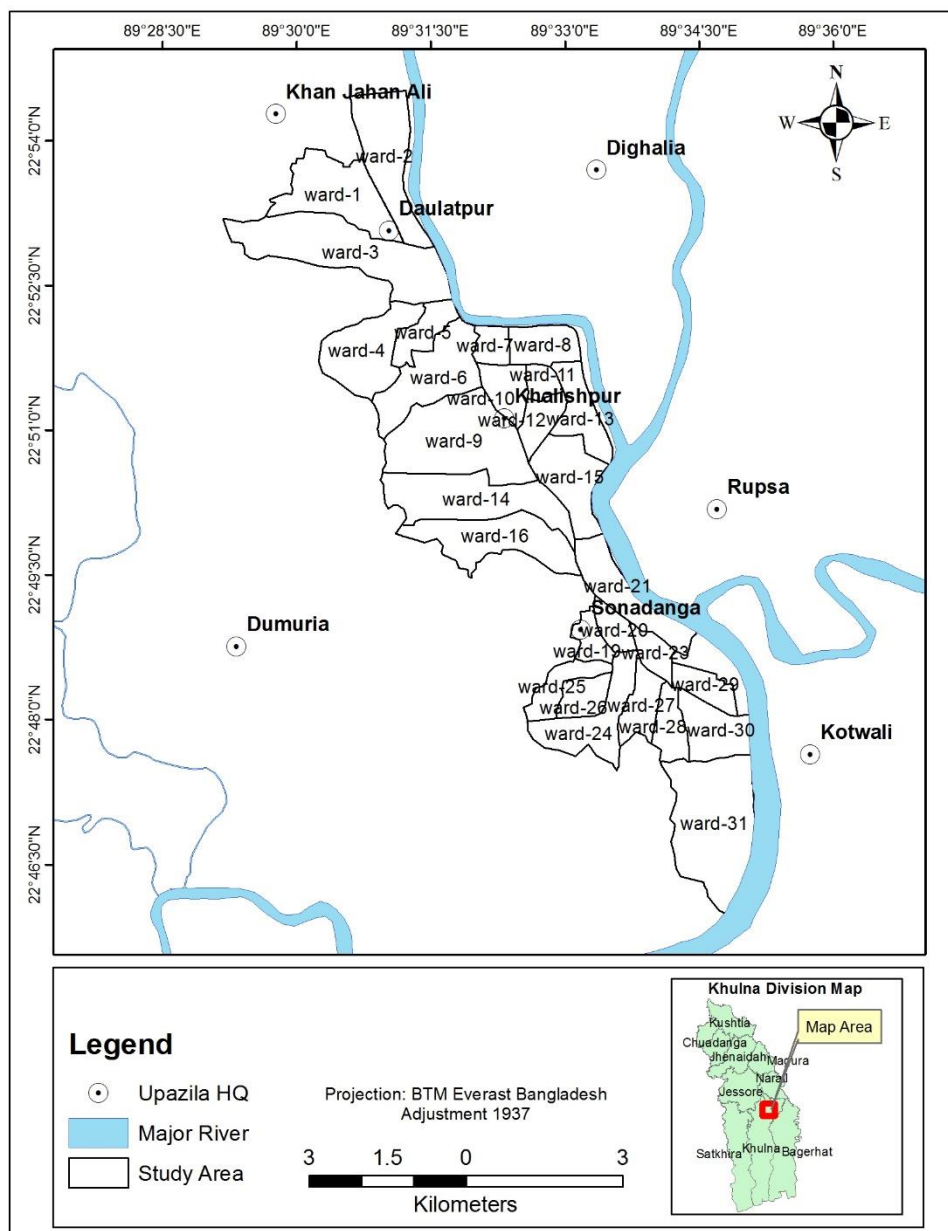 89°28'30"E 89°30'0"E 89°31'30"E 89°33'0"E 89°34'30"E 89°36'0"E
22°54'0"N
22°52'30"N
22°51'0"N
22°49'30"N
22°48'0"N
22°46'30"N
N
W E
S
Khan Jahan Ali
ward-2
Dighalia
ward-1
Daulatpur
ward-3
ward-5
ward-7 ward-8
ward-4
ward-6
ward-11
ward-10
Khalishpur
ward-12
ward-13
ward-9
ward-15
Rupsa
ward-14
ward-16
ward-21
Sonadanga
Dumuria
ward-20
ward-19
ward-23
ward-25
ward-29
ward-26
ward-27
ward-24
ward-28
ward-30
Kotwali
ward-31
Legend
Upazila HQ
Major River
Study Area
Projection: BTM Everast Bangladesh
Adjustment 1937
3 1.5 0 3
Kilometers
Khulna Division Map
Map Area
Kushtia
Chuadanga
Jhenaidah
Magura
Narail
Jessore
Satkhira
Khulna
Bagerhat